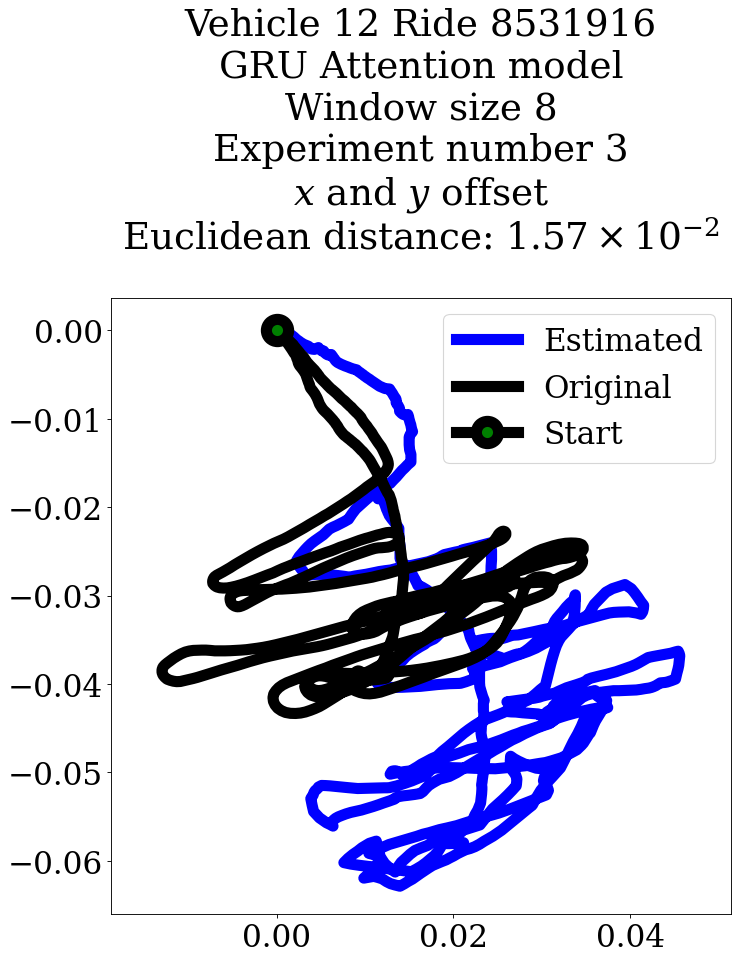 Vehicle 12 Ride 8531916
GRU Attention model
Window size 8
Experiment number 3
x and y offset
Euclidean distance: 1.57 × 10⁻²
Estimated
Original
Start
0.00
−0.01
−0.02
−0.03
−0.04
−0.05
−0.06
0.00 0.02 0.04